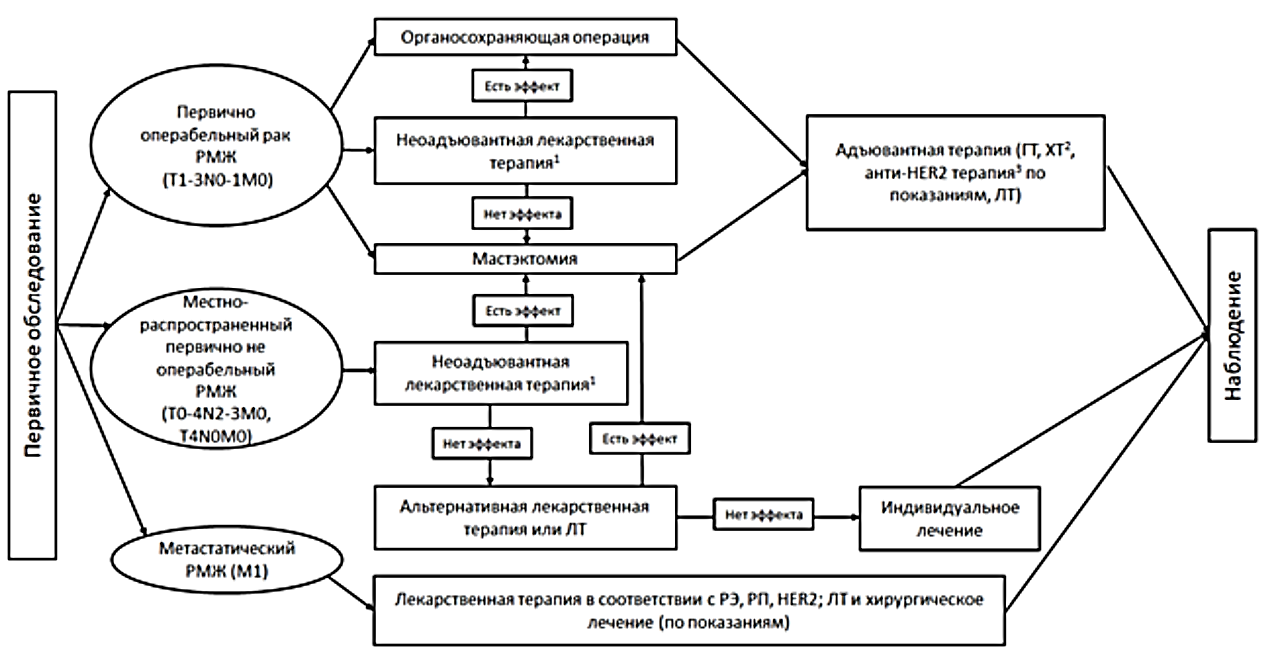 Первичное обследование
Первично
операбельный рак
РМЖ
(T1-3N0-1M0)
Местно-
распространенный
первично не
операбельный
РМЖ
(T0-4N2-3M0,
T4N0M0)
Метастатический
РМЖ (M1)
Органосохраняющая операция
Есть эффект
Неоадъювантная лекарственная
терапия¹
Нет эффекта
Мастэктомия
Есть эффект
Неоадъювантная
лекарственная терапия¹
Нет эффекта
Есть эффект
Альтернативная лекарственная
терапия или ЛТ
Нет эффекта
Индивидуальное
лечение
Лекарственная терапия в соответствии с РЭ, РП, HER2; ЛТ и хирургическое
лечение (по показаниям)
Адъювантная терапия (ГТ, ХТ²,
анти-HER2 терапия³ по
показаниям, ЛТ)
Наблюдение